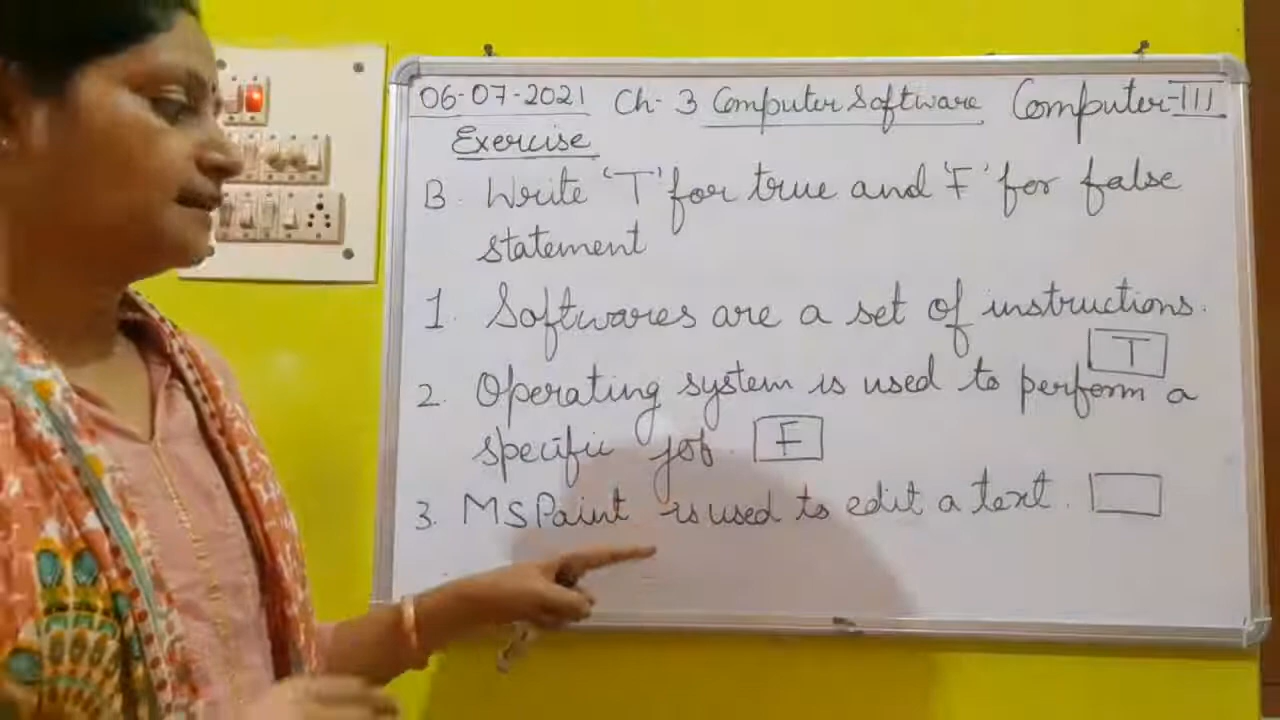 06-07-2021 Ch-3 Computer Software Computer-III
Exercise
B. Write 'T' for true and 'F' for false
statement
1. Softwares are a set of instructions.
T
2. Operating system is used to perform a
specific job. F
3. MS Paint is used to edit a text.